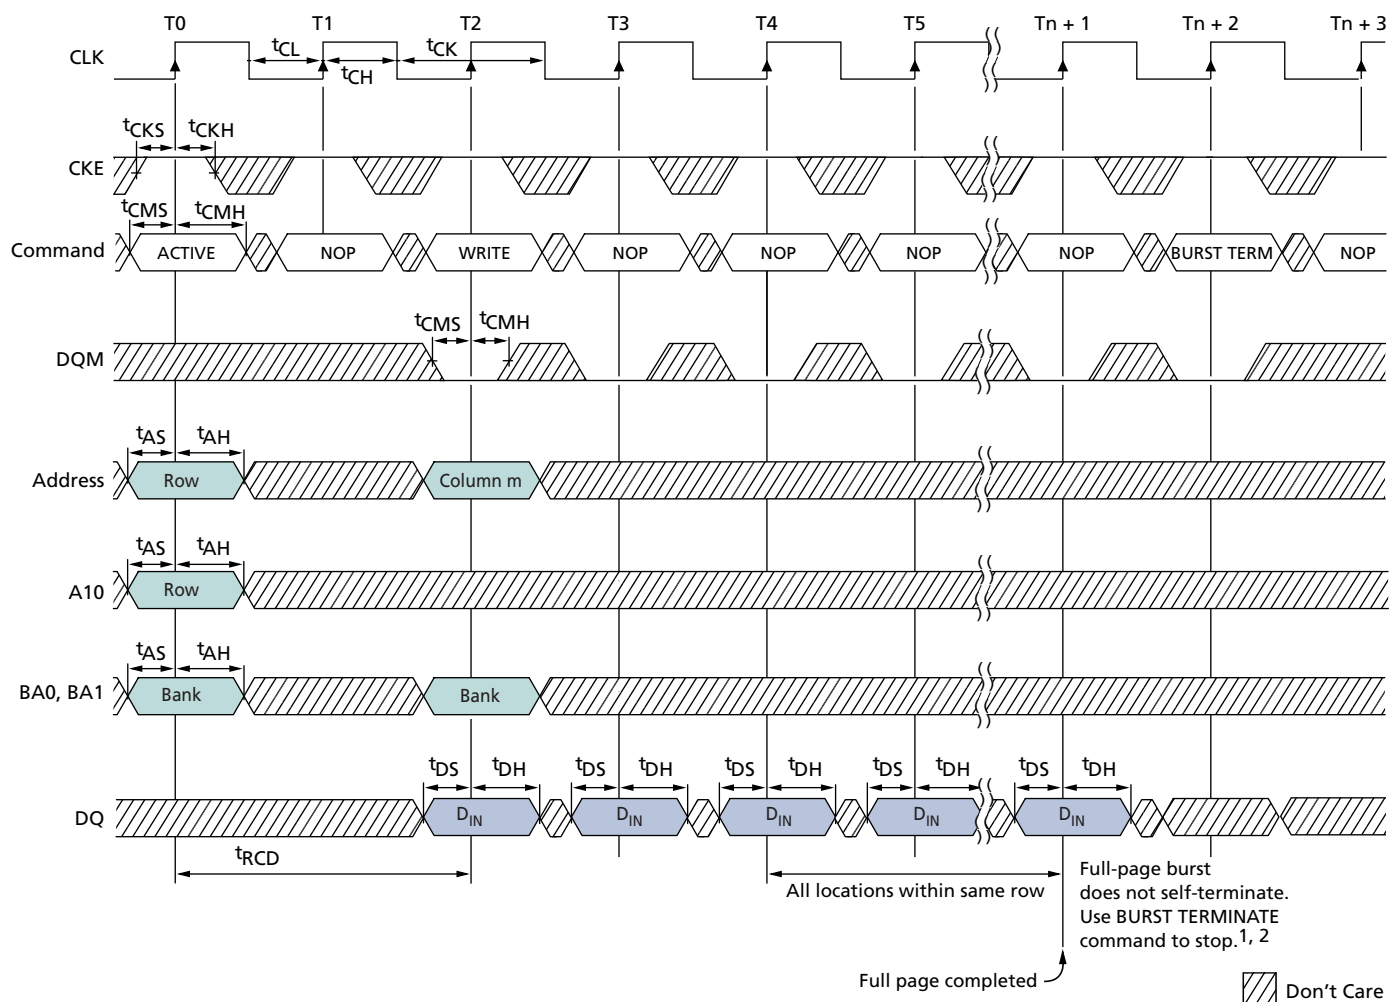 T0 T1 T2 T3 T4 T5 Tn + 1 Tn + 2 Tn + 3
CLK
tCL tCK
tCH
tCKS tCKH
CKE
tCMS tCMH
Command ACTIVE NOP WRITE NOP NOP NOP NOP BURST TERM NOP
tCMS tCMH
DQM
tAS tAH
Address Row Column m
tAS tAH
A10 Row
tAS tAH
BA0, BA1 Bank Bank
tDS tDH tDS tDH tDS tDH tDS tDH tDS tDH
DQ DIN DIN DIN DIN DIN
tRCD
All locations within same row
Full-page burst
does not self-terminate.
Use BURST TERMINATE
command to stop.1, 2
Full page completed
Don't Care